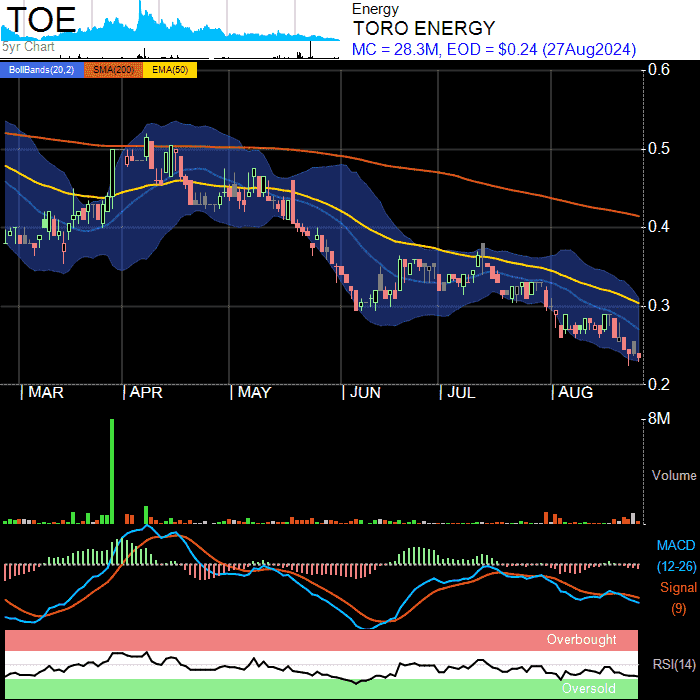 TOE
5yr Chart
Energy
TORO ENERGY
MC = 28.3M, EOD = $0.24 (27Aug2024)
BollBands(20,2) SMA(200) EMA(50)
0.6
0.5
0.4
0.3
0.2
| MAR | APR | MAY | JUN | JUL | AUG
8M
Volume
MACD
(12-26)
Signal
(9)
Overbought
RSI(14)
Oversold